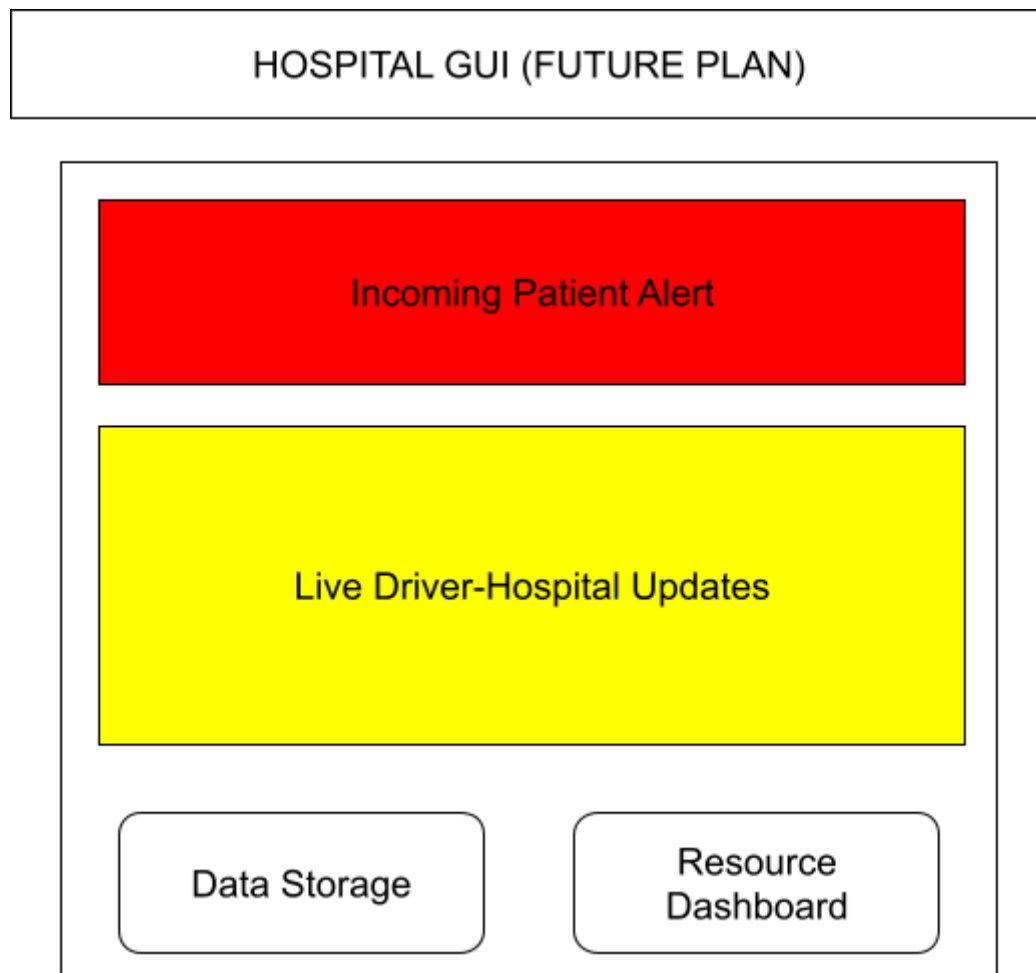 HOSPITAL GUI (FUTURE PLAN)
Incoming Patient Alert
Live Driver-Hospital Updates
Data Storage
Resource
Dashboard